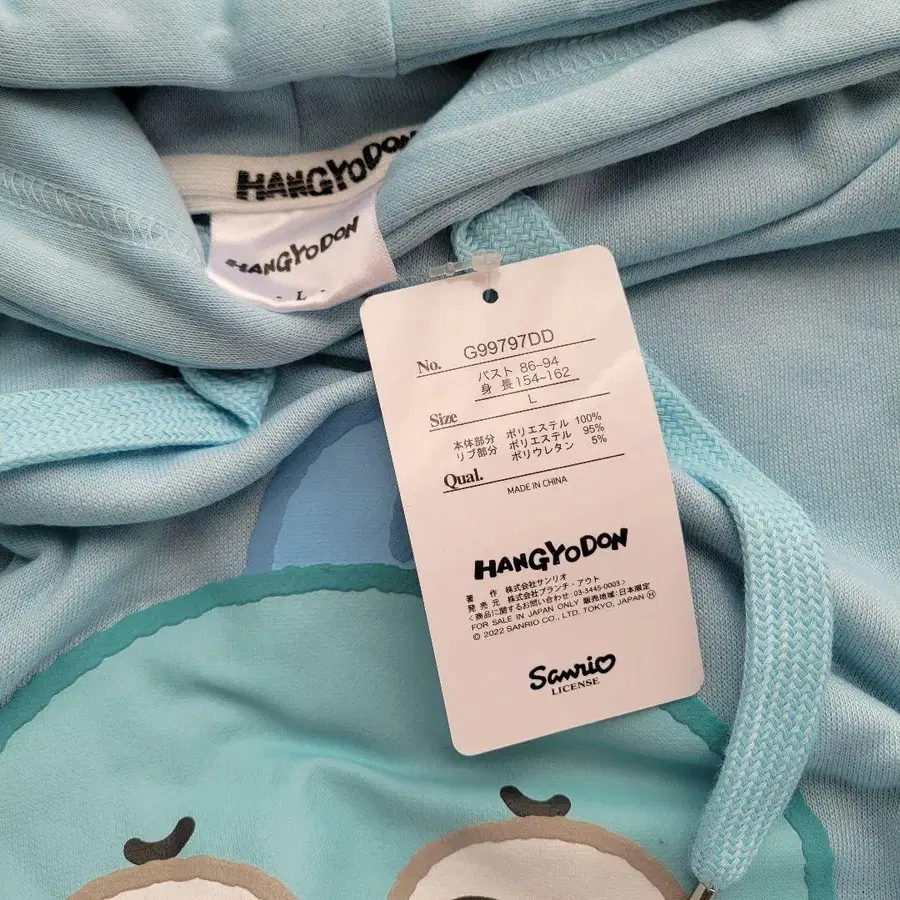 HANGYODON
HANGYODON
- L -
No. G99797DD
バスト 86~94
身 長 154~162
Size L
本体部分 ポリエステル 100%
リブ部分 ポリエステル 95%
ポリウレタン 5%
Qual.
MADE IN CHINA
HANGYODON
著 作 株式会社サンリオ
発 売 元 株式会社ブランチ・アウト
<商品に関するお問い合わせ:03-3445-0003>
FOR SALE IN JAPAN ONLY 販売地域:日本限定
© 2022 SANRIO CO., LTD. TOKYO, JAPAN Ⓗ
Sanrio
LICENSE